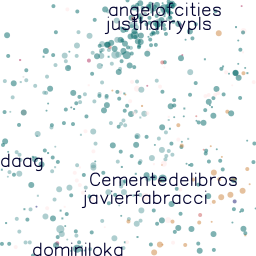 angelofcities
justharrypls
daag
Cementedelibros
javierfabracci
dominiloka